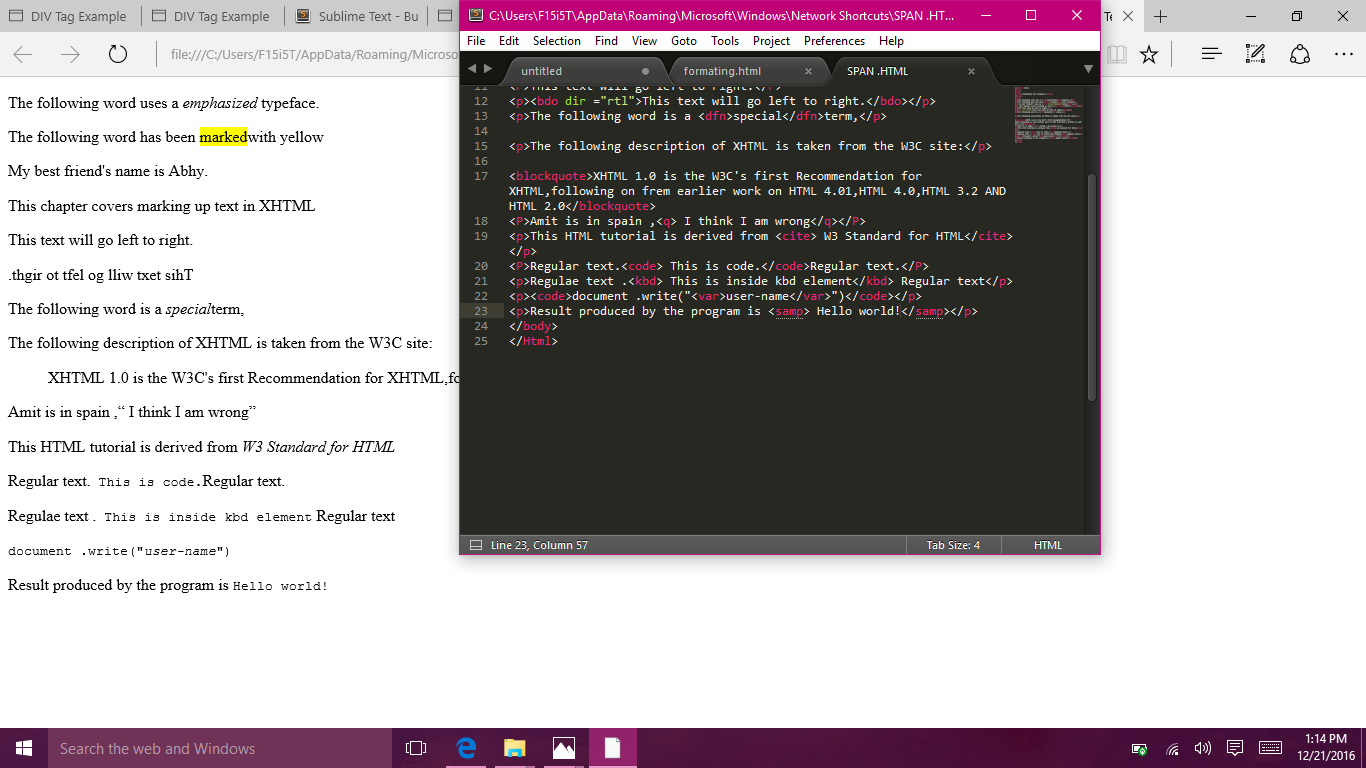 DIV Tag Example
DIV Tag Example
Sublime Text - Bu
file:///C:/Users/F15i5T/AppData/Roaming/Microso
The following word uses a emphasized typeface.
The following word has been markedwith yellow
My best friend's name is Abhy.
This chapter covers marking up text in XHTML
This text will go left to right.
.thgir ot tfel og lliw txet sihT
The following word is a specialterm,
The following description of XHTML is taken from the W3C site:
XHTML 1.0 is the W3C's first Recommendation for XHTML,fo
Amit is in spain ,“ I think I am wrong”
This HTML tutorial is derived from W3 Standard for HTML
Regular text. This is code.Regular text.
Regulae text . This is inside kbd element Regular text
document .write("user-name")
Result produced by the program is Hello world!
C:\Users\F15i5T\AppData\Roaming\Microsoft\Windows\Network Shortcuts\SPAN .HT...
File Edit Selection Find View Goto Tools Project Preferences Help
untitled
formating.html
SPAN .HTML
11 <P>This text will go left to right.</P>
12 <p><bdo dir ="rtl">This text will go left to right.</bdo></p>
13 <p>The following word is a <dfn>special</dfn>term,</p>
14
15 <p>The following description of XHTML is taken from the W3C site:</p>
16
17 <blockquote>XHTML 1.0 is the W3C's first Recommendation for
XHTML,following on frem earlier work on HTML 4.01,HTML 4.0,HTML 3.2 AND
HTML 2.0</blockquote>
18 <P>Amit is in spain ,<q> I think I am wrong</q></P>
19 <p>This HTML tutorial is derived from <cite> W3 Standard for HTML</cite>
</p>
20 <P>Regular text.<code> This is code.</code>Regular text.</P>
21 <p>Regulae text .<kbd> This is inside kbd element</kbd> Regular text</p>
22 <p><code>document .write("<var>user-name</var>")</code></p>
23 <p>Result produced by the program is <samp> Hello world!</samp></p>
24 </body>
25 </Html>
Line 23, Column 57
Tab Size: 4
HTML
Search the web and Windows
1:14 PM
12/21/2016